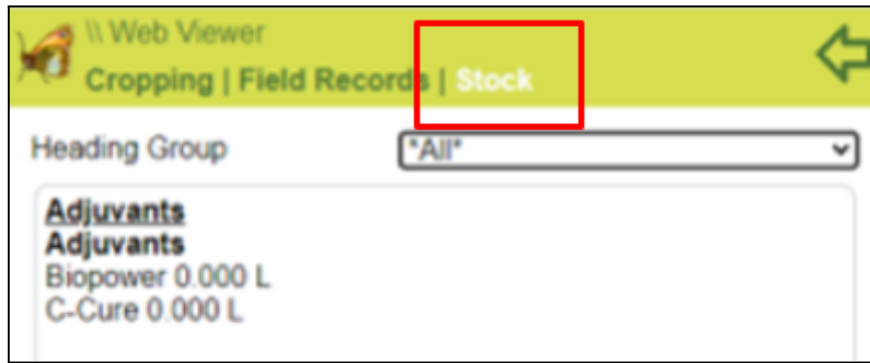 \\ Web Viewer
Cropping | Field Records | Stock
Heading Group *All*
Adjuvants
Adjuvants
Biopower 0.000 L
C-Cure 0.000 L